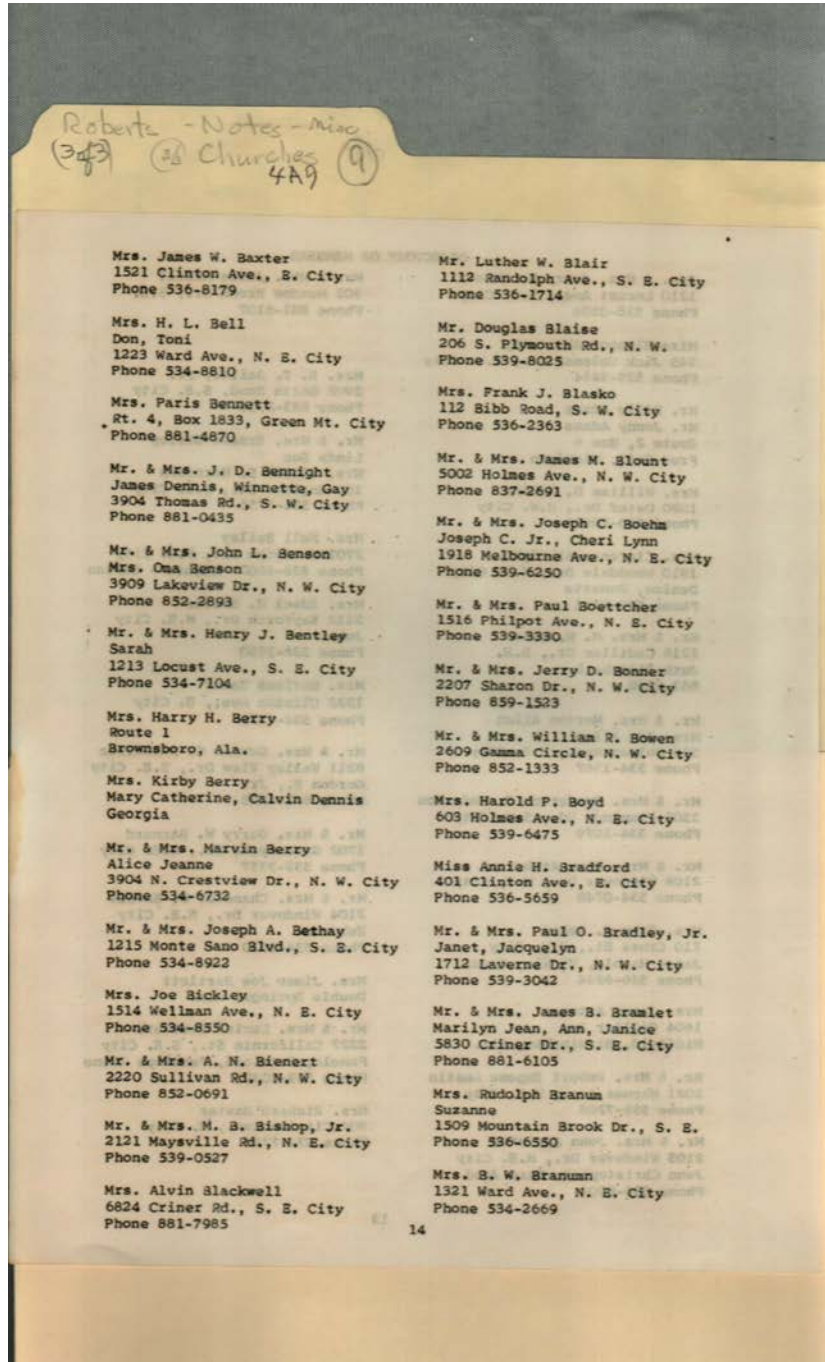 Roberts - Notes - Misc
(3 of 3) Churches 9
4A9
Mrs. James W. Baxter
1521 Clinton Ave., E. City
Phone 536-8179
Mrs. H. L. Bell
Don, Toni
1223 Ward Ave., N. E. City
Phone 534-8810
Mrs. Paris Bennett
Rt. 4, Box 1833, Green Mt. City
Phone 881-4870
Mr. & Mrs. J. D. Bennight
James Dennis, Winnette, Gay
3904 Thomas Rd., S. W. City
Phone 881-0435
Mr. & Mrs. John L. Benson
Mrs. Oma Benson
3909 Lakeview Dr., N. W. City
Phone 852-2893
Mr. & Mrs. Henry J. Bentley
Sarah
1213 Locust Ave., S. E. City
Phone 534-7104
Mrs. Harry H. Berry
Route 1
Brownsboro, Ala.
Mrs. Kirby Berry
Mary Catherine, Calvin Dennis
Georgia
Mr. & Mrs. Marvin Berry
Alice Jeanne
3904 N. Crestview Dr., N. W. City
Phone 534-6732
Mr. & Mrs. Joseph A. Bethay
1215 Monte Sano Blvd., S. E. City
Phone 534-8922
Mrs. Joe Bickley
1514 Wellman Ave., N. E. City
Phone 534-8550
Mr. & Mrs. A. N. Bienert
2220 Sullivan Rd., N. W. City
Phone 852-0691
Mr. & Mrs. M. B. Bishop, Jr.
2121 Maysville Rd., N. E. City
Phone 539-0527
Mrs. Alvin Blackwell
6824 Criner Rd., S. E. City
Phone 881-7985
Mr. Luther W. Blair
1112 Randolph Ave., S. E. City
Phone 536-1714
Mr. Douglas Blaise
206 S. Plymouth Rd., N. W.
Phone 539-8025
Mrs. Frank J. Blasko
112 Bibb Road, S. W. City
Phone 536-2363
Mr. & Mrs. James M. Blount
5002 Holmes Ave., N. W. City
Phone 837-2691
Mr. & Mrs. Joseph C. Boehm
Joseph C. Jr., Cheri Lynn
1918 Melbourne Ave., N. E. City
Phone 539-6250
Mr. & Mrs. Paul Boettcher
1516 Philpot Ave., N. E. City
Phone 539-3330
Mr. & Mrs. Jerry D. Bonner
2207 Sharon Dr., N. W. City
Phone 859-1523
Mr. & Mrs. William R. Bowen
2609 Gamma Circle, N. W. City
Phone 852-1333
Mrs. Harold P. Boyd
603 Holmes Ave., N. E. City
Phone 539-6475
Miss Annie H. Bradford
401 Clinton Ave., E. City
Phone 536-5659
Mr. & Mrs. Paul O. Bradley, Jr.
Janet, Jacquelyn
1712 Laverne Dr., N. W. City
Phone 539-3042
Mr. & Mrs. James B. Bramlet
Marilyn Jean, Ann, Janice
5830 Criner Dr., S. E. City
Phone 881-6105
Mrs. Rudolph Branum
Suzanne
1509 Mountain Brook Dr., S. E.
Phone 536-6550
Mrs. B. W. Branumn
1321 Ward Ave., N. E. City
Phone 534-2669
14